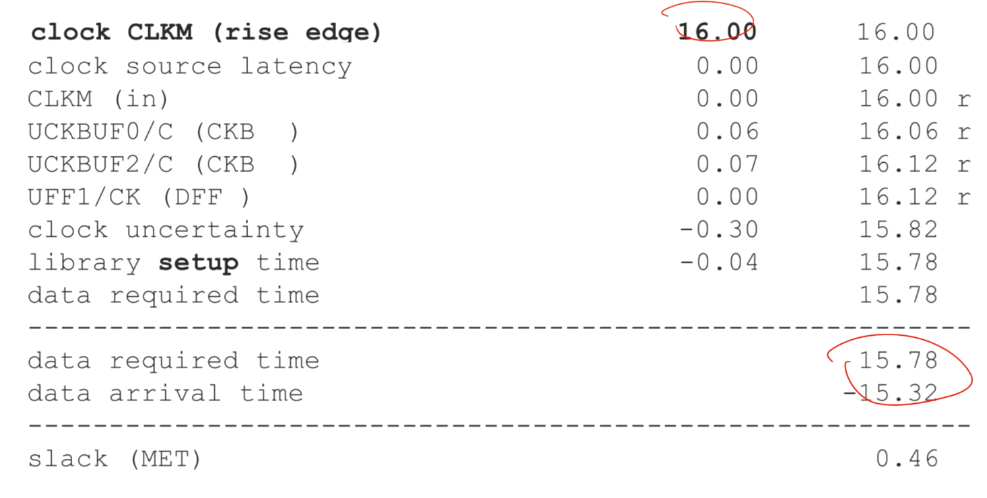 clock CLKM (rise edge) 16.00 16.00
clock source latency 0.00 16.00
CLKM (in) 0.00 16.00 r
UCKBUF0/C (CKB  ) 0.06 16.06 r
UCKBUF2/C (CKB  ) 0.07 16.12 r
UFF1/CK (DFF ) 0.00 16.12 r
clock uncertainty -0.30 15.82
library setup time -0.04 15.78
data required time 15.78
----------------------------------------------------------
data required time 15.78
data arrival time -15.32
----------------------------------------------------------
slack (MET) 0.46